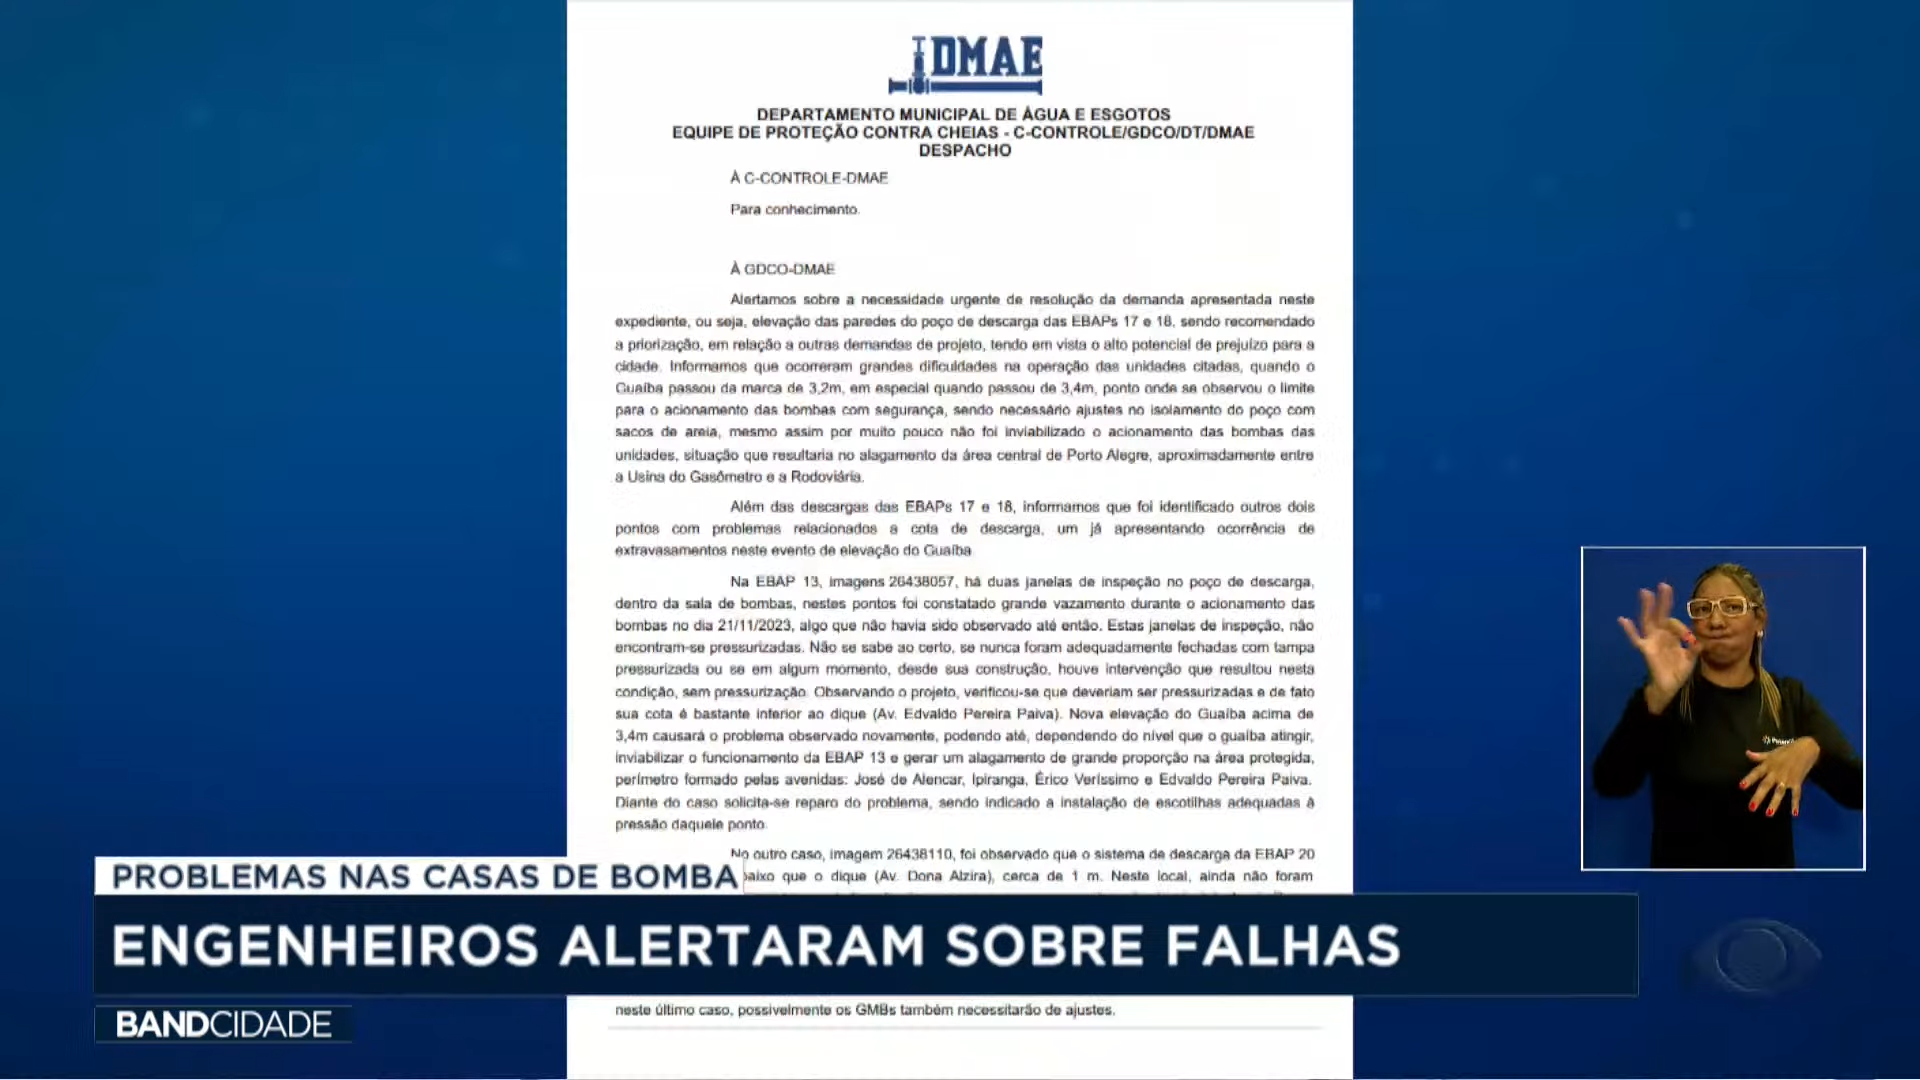 DMAE
DEPARTAMENTO MUNICIPAL DE ÁGUA E ESGOTOS
EQUIPE DE PROTEÇÃO CONTRA CHEIAS - C-CONTROLE/GDCO/DT/DMAE
DESPACHO
À C-CONTROLE-DMAE
Para conhecimento.
À GDCO-DMAE
Alertamos sobre a necessidade urgente de resolução da demanda apresentada neste
expediente, ou seja, elevação das paredes do poço de descarga das EBAPs 17 e 18, sendo recomendado
a priorização, em relação a outras demandas de projeto, tendo em vista o alto potencial de prejuízo para a
cidade. Informamos que ocorreram grandes dificuldades na operação das unidades citadas, quando o
Guaíba passou da marca de 3,2m, em especial quando passou de 3,4m, ponto onde se observou o limite
para o acionamento das bombas com segurança, sendo necessário ajustes no isolamento do poço com
sacos de areia, mesmo assim por muito pouco não foi inviabilizado o acionamento das bombas das
unidades, situação que resultaria no alagamento da área central de Porto Alegre, aproximadamente entre
a Usina do Gasômetro e a Rodoviária.
Além das descargas das EBAPs 17 e 18, informamos que foi identificado outros dois
pontos com problemas relacionados a cota de descarga, um já apresentando ocorrência de
extravasamentos neste evento de elevação do Guaíba
Na EBAP 13, imagens 26438057, há duas janelas de inspeção no poço de descarga,
dentro da sala de bombas, nestes pontos foi constatado grande vazamento durante o acionamento das
bombas no dia 21/11/2023, algo que não havia sido observado até então. Estas janelas de inspeção, não
encontram-se pressurizadas. Não se sabe ao certo, se nunca foram adequadamente fechadas com tampa
pressurizada ou se em algum momento, desde sua construção, houve intervenção que resultou nesta
condição, sem pressurização. Observando o projeto, verificou-se que deveriam ser pressurizadas e de fato
sua cota é bastante inferior ao dique (Av. Edvaldo Pereira Paiva). Nova elevação do Guaíba acima de
3,4m causará o problema observado novamente, podendo até, dependendo do nível que o guaíba atingir,
inviabilizar o funcionamento da EBAP 13 e gerar um alagamento de grande proporção na área protegida,
perímetro formado pelas avenidas: José de Alencar, Ipiranga, Érico Veríssimo e Edvaldo Pereira Paiva.
Diante do caso solicita-se reparo do problema, sendo indicado a instalação de escotilhas adequadas à
pressão daquele ponto.
No outro caso, imagem 26438110, foi observado que o sistema de descarga da EBAP 20
baixo que o dique (Av. Dona Alzira), cerca de 1 m. Neste local, ainda não foram
PROBLEMAS NAS CASAS DE BOMBA
ENGENHEIROS ALERTARAM SOBRE FALHAS
neste último caso, possivelmente os GMBs também necessitarão de ajustes.
BANDCIDADE